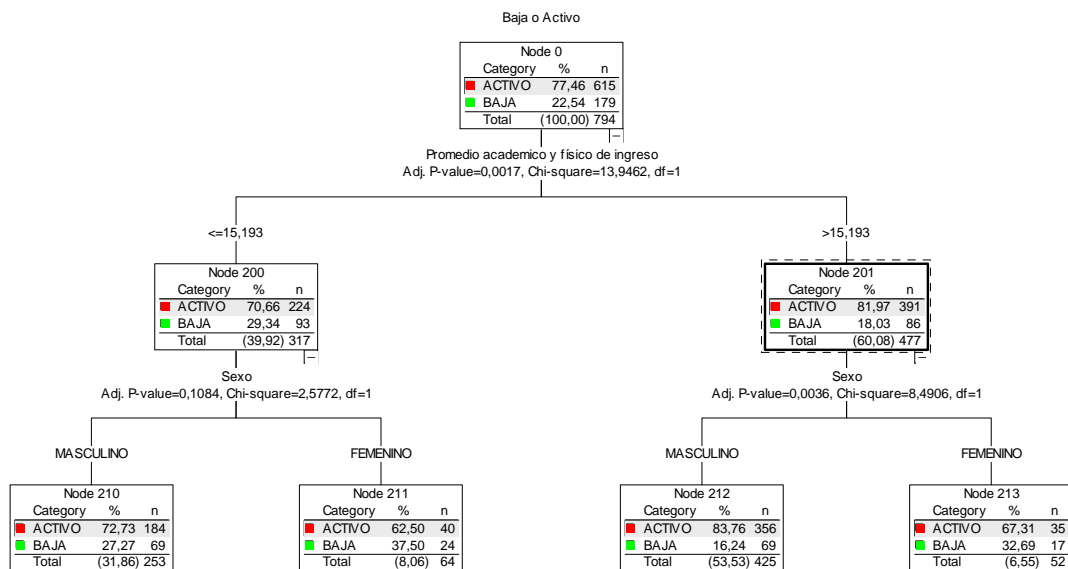 Baja o Activo
Node 0
Category % n
ACTIVO 77,46 615
BAJA 22,54 179
Total (100,00) 794
Promedio academico y físico de ingreso
Adj. P-value=0,0017, Chi-square=13,9462, df=1
<=15,193
>15,193
Node 200
Category % n
ACTIVO 70,66 224
BAJA 29,34 93
Total (39,92) 317
Node 201
Category % n
ACTIVO 81,97 391
BAJA 18,03 86
Total (60,08) 477
Sexo
Adj. P-value=0,1084, Chi-square=2,5772, df=1
Sexo
Adj. P-value=0,0036, Chi-square=8,4906, df=1
MASCULINO
FEMENINO
MASCULINO
FEMENINO
Node 210
Category % n
ACTIVO 72,73 184
BAJA 27,27 69
Total (31,86) 253
Node 211
Category % n
ACTIVO 62,50 40
BAJA 37,50 24
Total (8,06) 64
Node 212
Category % n
ACTIVO 83,76 356
BAJA 16,24 69
Total (53,53) 425
Node 213
Category % n
ACTIVO 67,31 35
BAJA 32,69 17
Total (6,55) 52